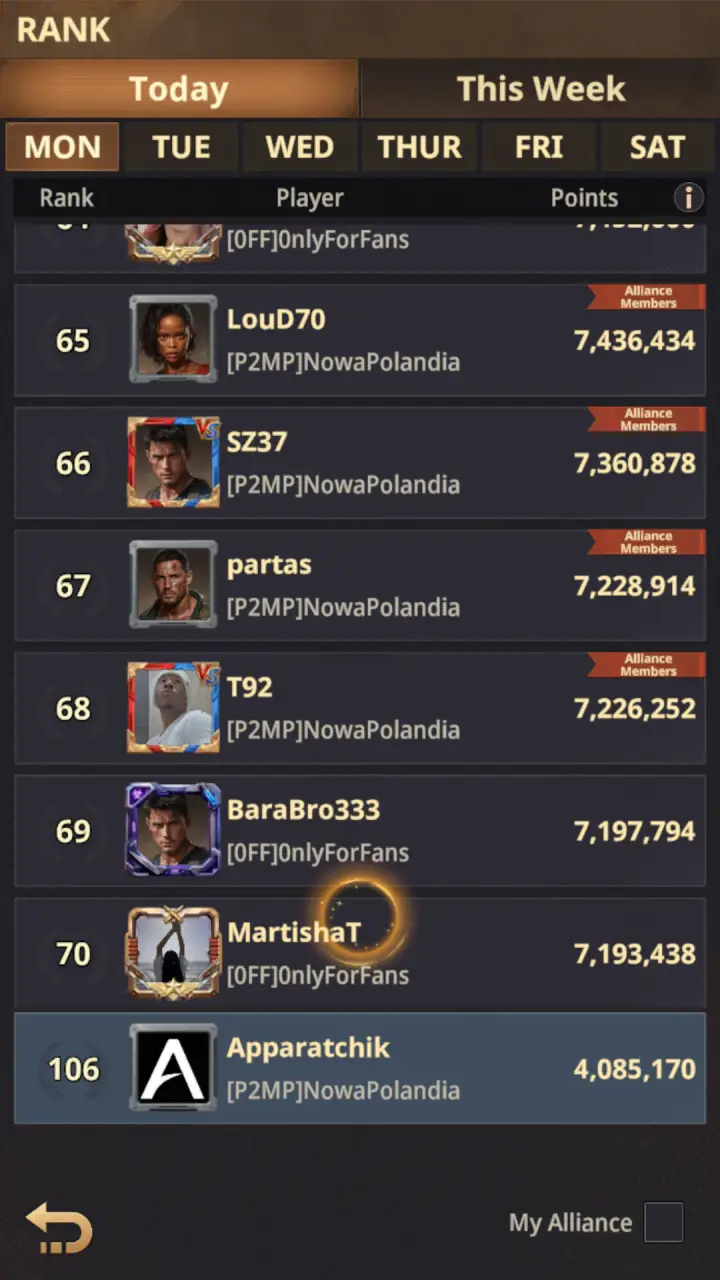 RANK
Today
This Week
MON
TUE
WED
THUR
FRI
SAT
Rank
Player
Points
[0FF]0nlyForFans
65
LouD70
[P2MP]NowaPolandia
Alliance
Members
7,436,434
66
SZ37
[P2MP]NowaPolandia
Alliance
Members
7,360,878
67
partas
[P2MP]NowaPolandia
Alliance
Members
7,228,914
68
T92
[P2MP]NowaPolandia
Alliance
Members
7,226,252
69
BaraBro333
[0FF]0nlyForFans
7,197,794
70
MartishaT
[0FF]0nlyForFans
7,193,438
106
Apparatchik
[P2MP]NowaPolandia
4,085,170
My Alliance